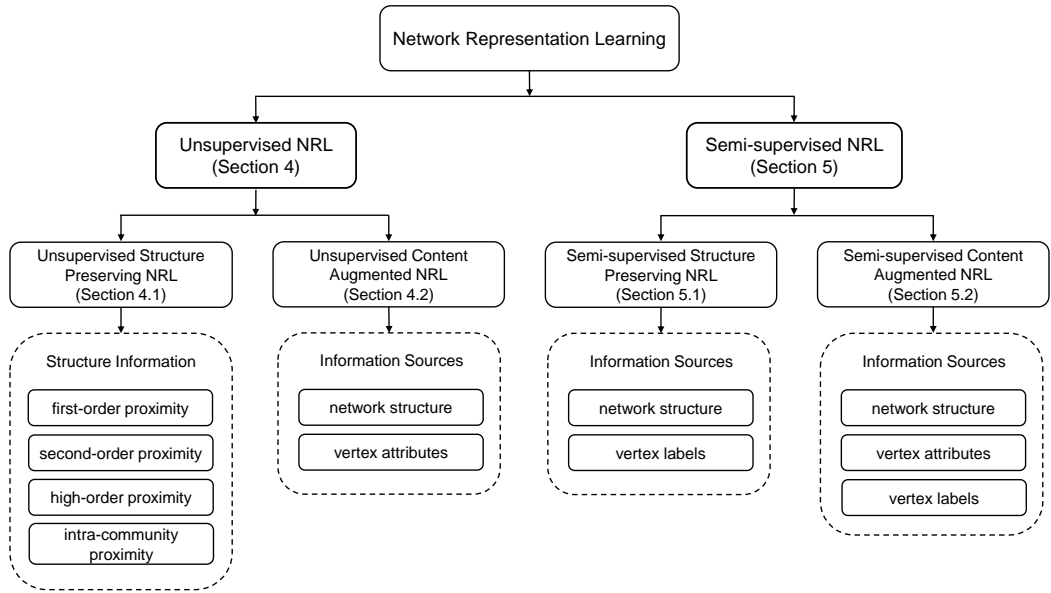 Network Representation Learning
Unsupervised NRL
(Section 4)
Semi-supervised NRL
(Section 5)
Unsupervised Structure
Preserving NRL
(Section 4.1)
Unsupervised Content
Augmented NRL
(Section 4.2)
Semi-supervised Structure
Preserving NRL
(Section 5.1)
Semi-supervised Content
Augmented NRL
(Section 5.2)
Structure Information
first-order proximity
second-order proximity
high-order proximity
intra-community
proximity
Information Sources
network structure
vertex attributes
Information Sources
network structure
vertex labels
Information Sources
network structure
vertex attributes
vertex labels